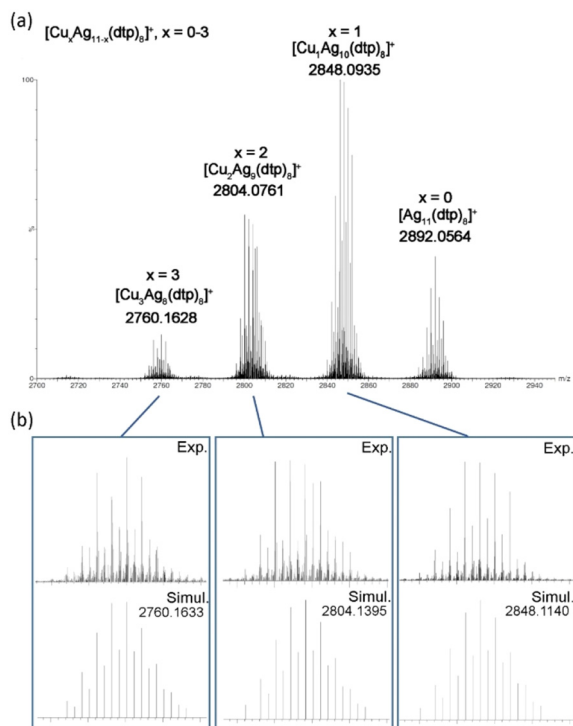 (a)
[CuₓAg₁₁₋ₓ(dtp)₈]⁺, x = 0-3
x = 1
[Cu₁Ag₁₀(dtp)₈]⁺
2848.0935
x = 2
[Cu₂Ag₉(dtp)₈]⁺
2804.0761
x = 0
[Ag₁₁(dtp)₈]⁺
2892.0564
x = 3
[Cu₃Ag₈(dtp)₈]⁺
2760.1628
100
%
0
2700 2720 2740 2760 2780 2800 2820 2840 2860 2880 2900 2920 2940 m/z
(b)
Exp. Exp. Exp.
Simul. Simul. Simul.
2760.1633 2804.1395 2848.1140